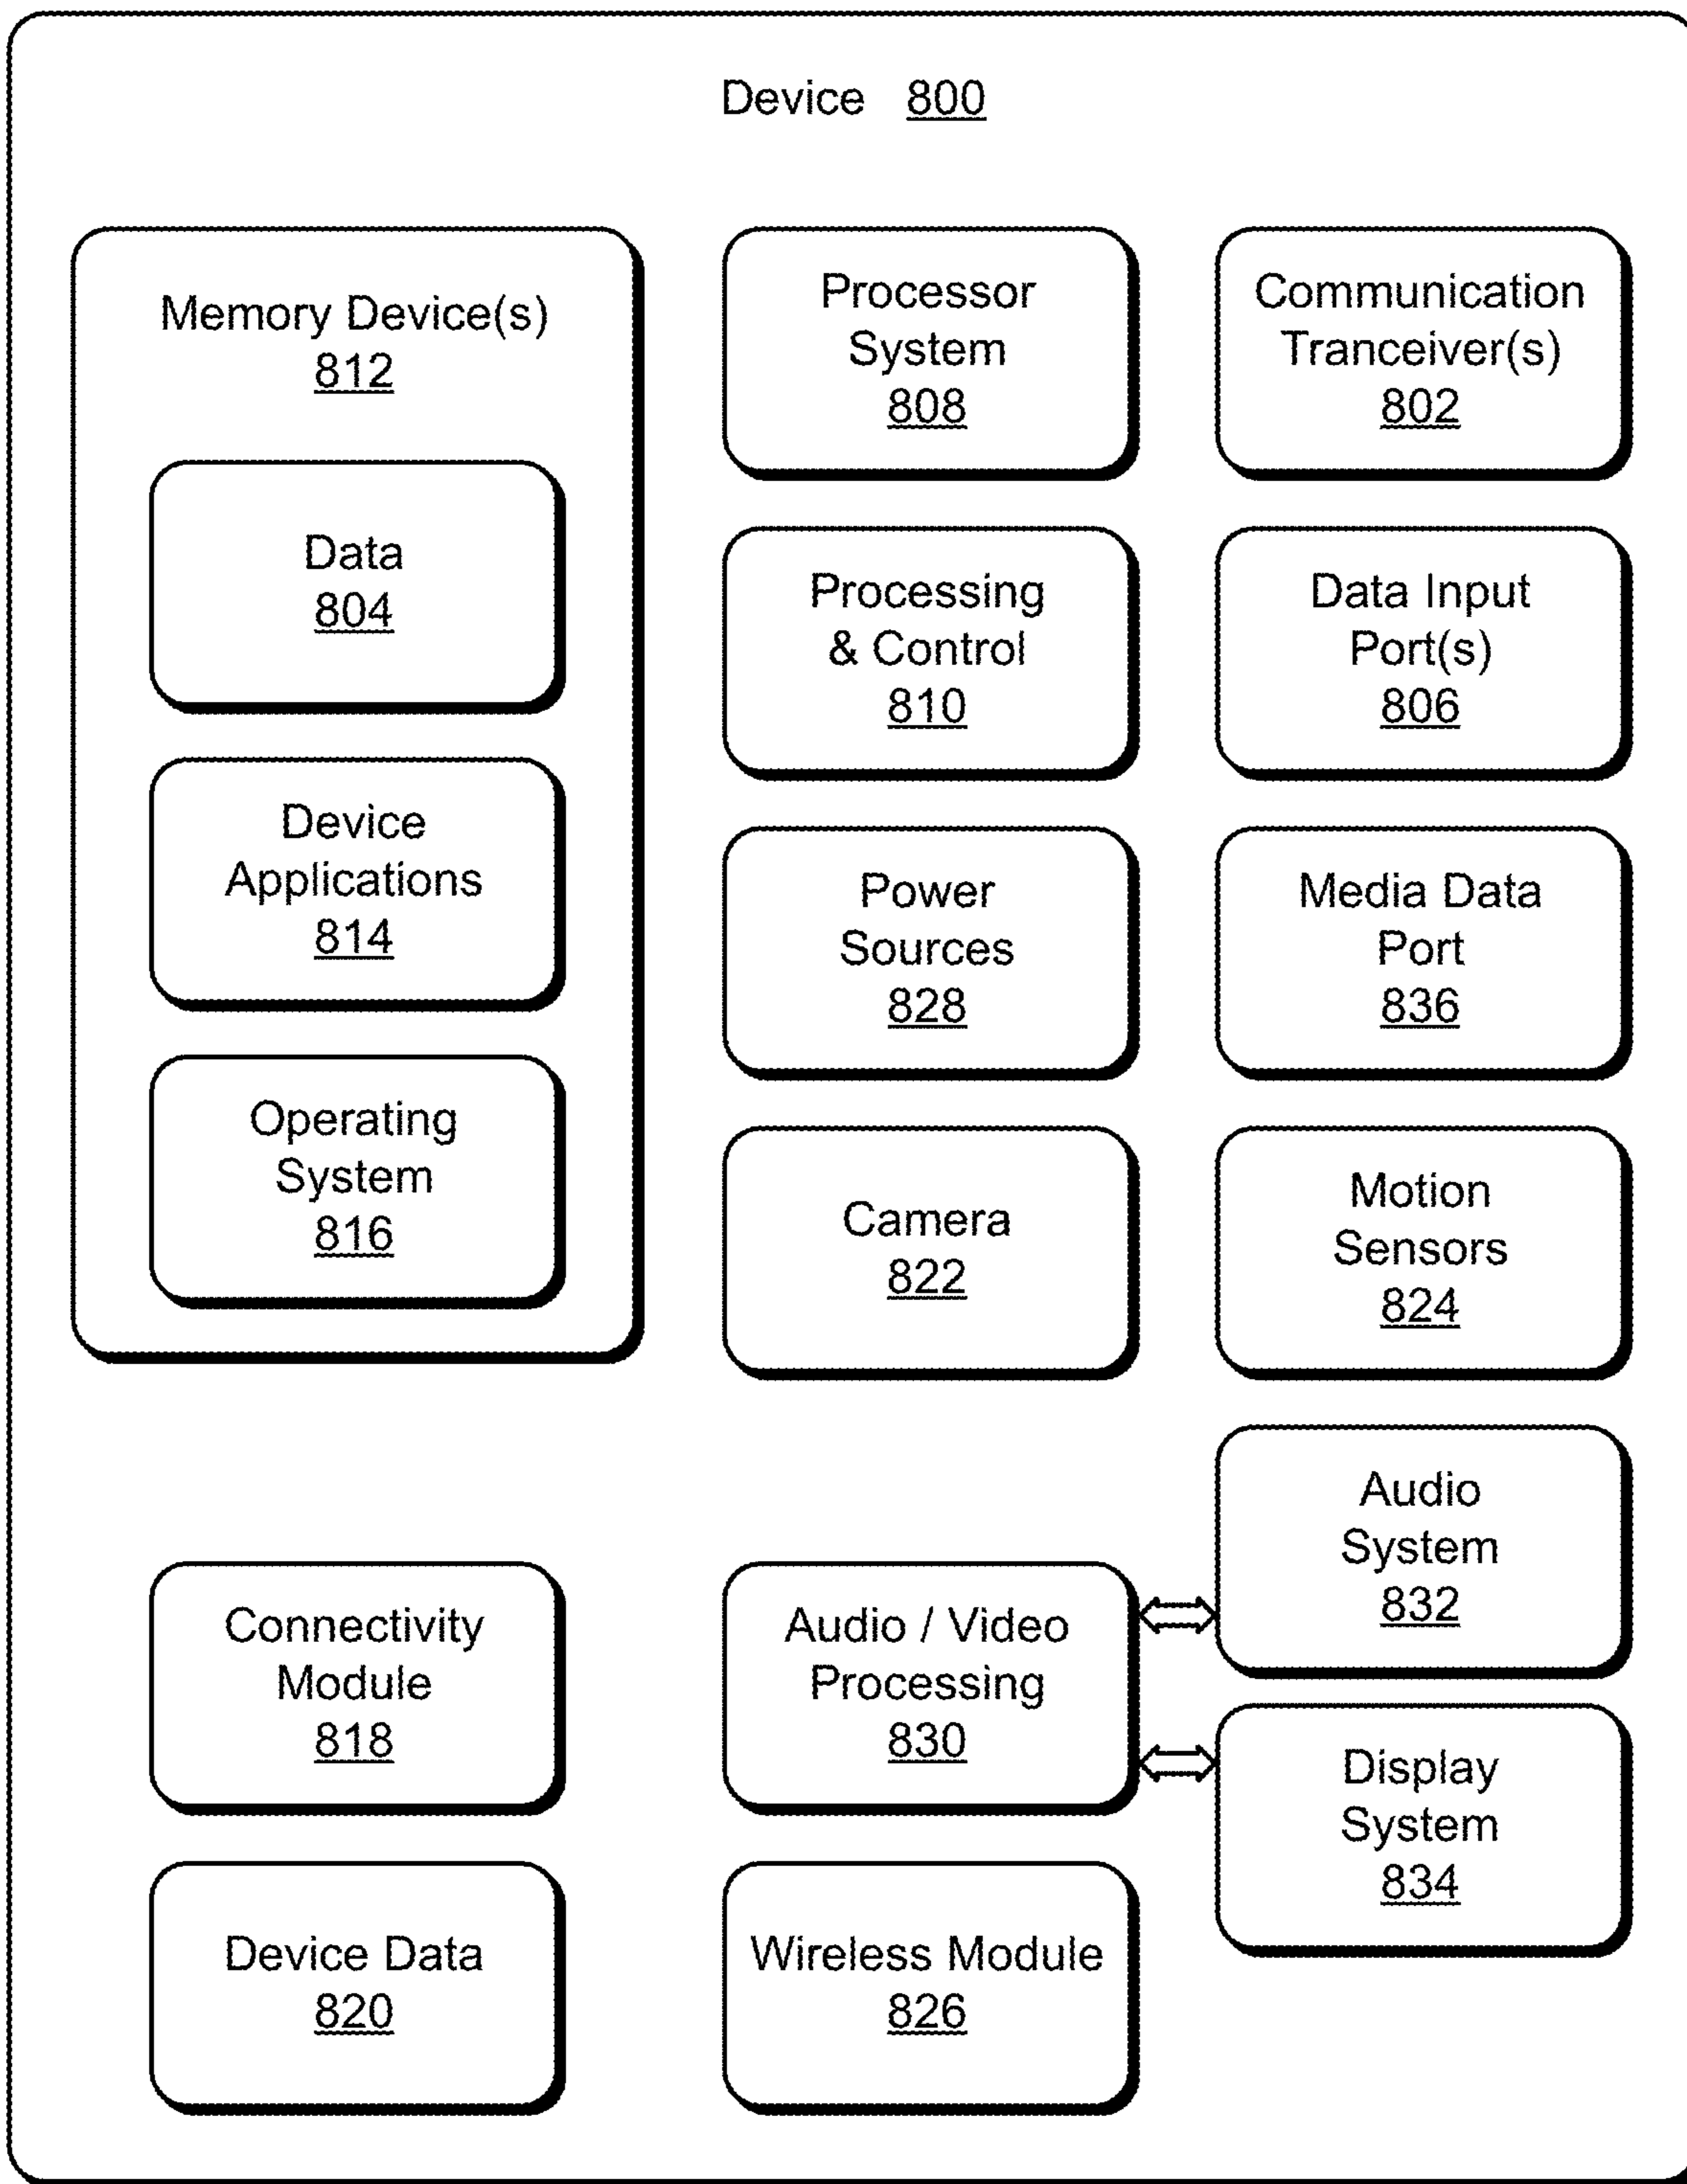 Device 800
Memory Device(s)
812
Data
804
Device
Applications
814
Operating
System
816
Processor
System
808
Communication
Tranceiver(s)
802
Processing
& Control
810
Data Input
Port(s)
806
Power
Sources
828
Media Data
Port
836
Camera
822
Motion
Sensors
824
Connectivity
Module
818
Audio / Video
Processing
830
Audio
System
832
Display
System
834
Device Data
820
Wireless Module
826